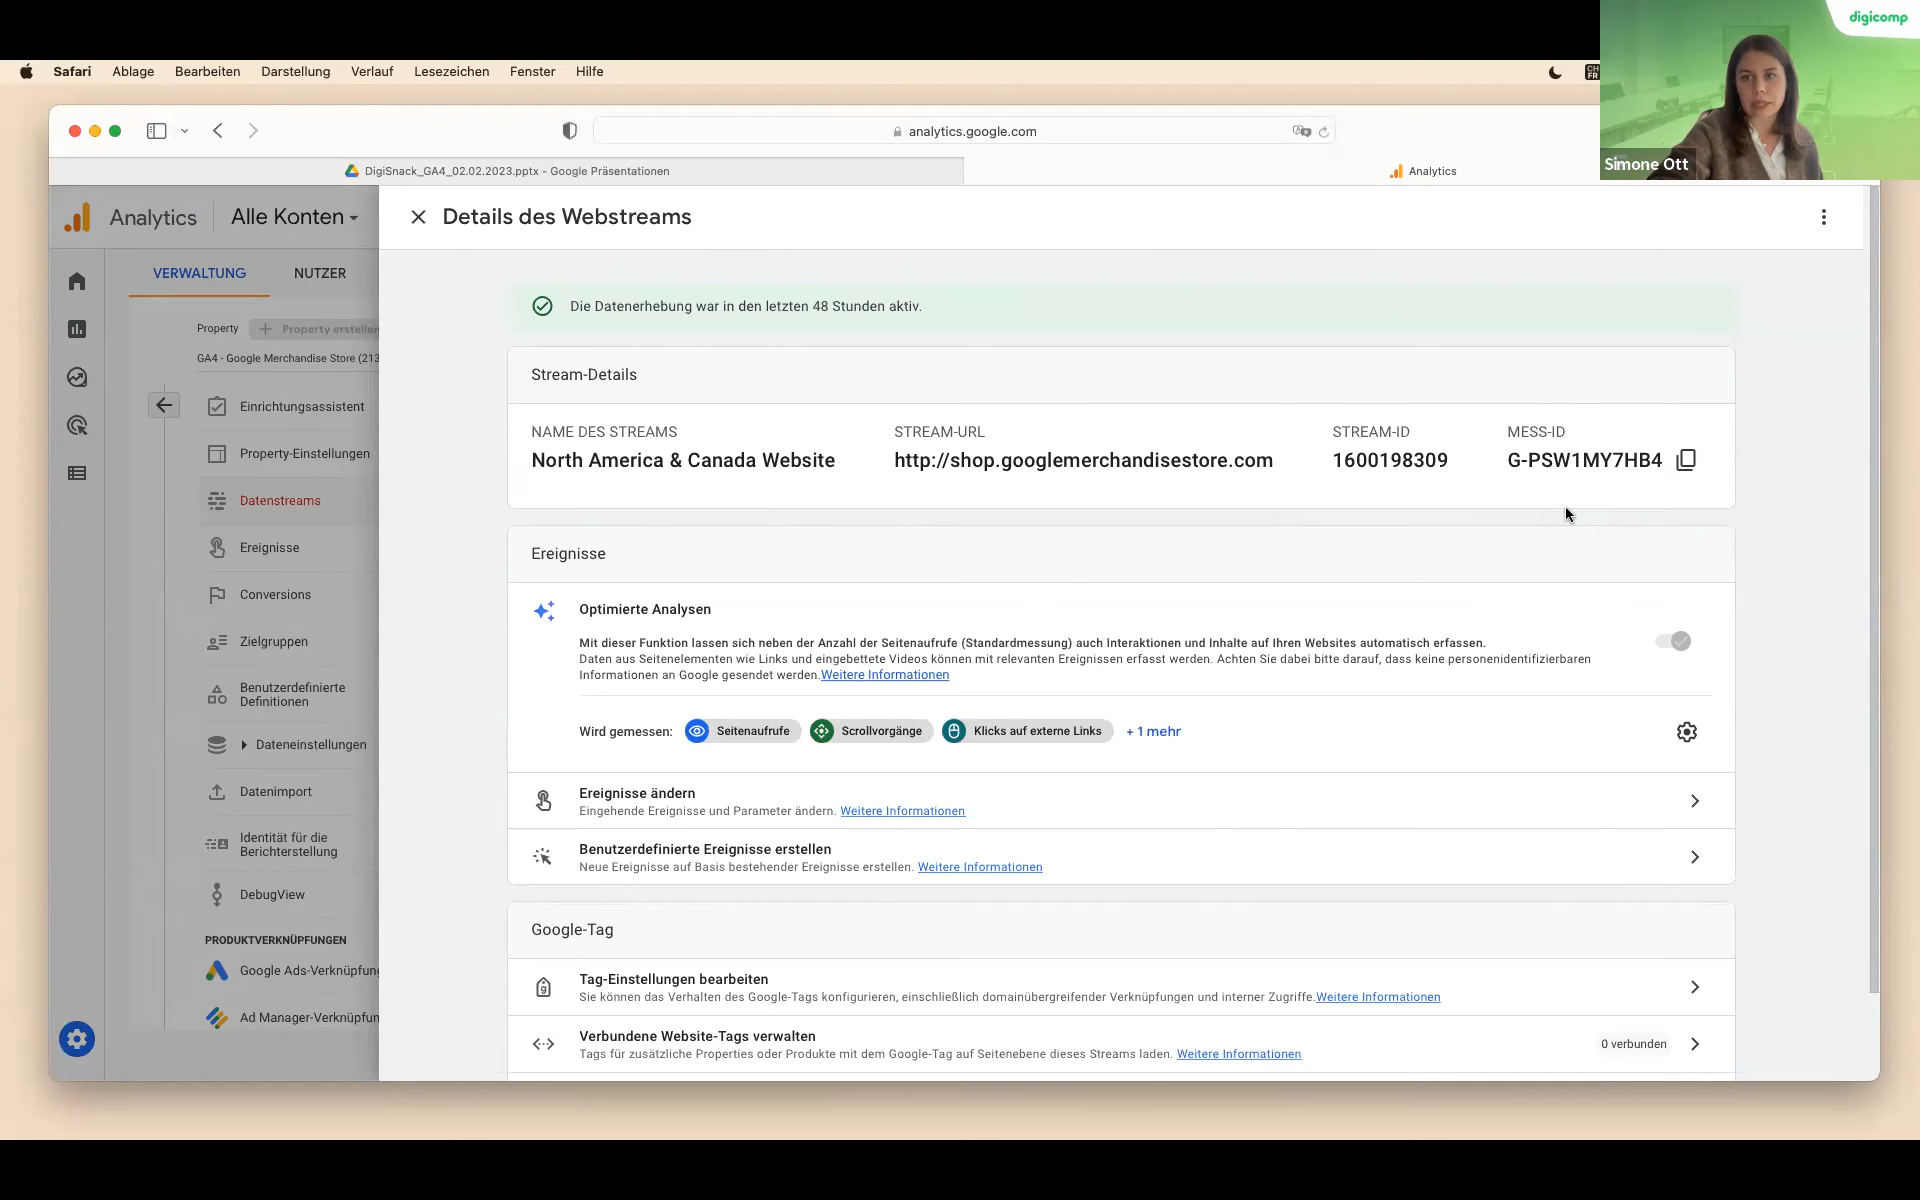 digicomp
Safari Ablage Bearbeiten Darstellung Verlauf Lesezeichen Fenster Hilfe
CH
FR
Simone Ott
analytics.google.com
DigiSnack_GA4_02.02.2023.pptx - Google Präsentationen
Analytics
Analytics
Alle Konten
Details des Webstreams
VERWALTUNG
NUTZER
Property
Property erstellen
GA4 - Google Merchandise Store (213
Einrichtungsassistent
Property-Einstellungen
Datenstreams
Ereignisse
Conversions
Zielgruppen
Benutzerdefinierte
Definitionen
Dateneinstellungen
Datenimport
Identität für die
Berichterstellung
DebugView
PRODUKTVERKNÜPFUNGEN
Google Ads-Verknüpfung
Ad Manager-Verknüpfun
Die Datenerhebung war in den letzten 48 Stunden aktiv.
Stream-Details
NAME DES STREAMS
North America & Canada Website
STREAM-URL
http://shop.googlemerchandisestore.com
STREAM-ID
1600198309
MESS-ID
G-PSW1MY7HB4
Ereignisse
Optimierte Analysen
Mit dieser Funktion lassen sich neben der Anzahl der Seitenaufrufe (Standardmessung) auch Interaktionen und Inhalte auf Ihren Websites automatisch erfassen.
Daten aus Seitenelementen wie Links und eingebettete Videos können mit relevanten Ereignissen erfasst werden. Achten Sie dabei bitte darauf, dass keine personenidentifizierbaren
Informationen an Google gesendet werden.Weitere Informationen
Wird gemessen: Seitenaufrufe Scrollvorgänge Klicks auf externe Links + 1 mehr
Ereignisse ändern
Eingehende Ereignisse und Parameter ändern. Weitere Informationen
Benutzerdefinierte Ereignisse erstellen
Neue Ereignisse auf Basis bestehender Ereignisse erstellen. Weitere Informationen
Google-Tag
Tag-Einstellungen bearbeiten
Sie können das Verhalten des Google-Tags konfigurieren, einschließlich domainübergreifender Verknüpfungen und interner Zugriffe.Weitere Informationen
Verbundene Website-Tags verwalten
Tags für zusätzliche Properties oder Produkte mit dem Google-Tag auf Seitenebene dieses Streams laden. Weitere Informationen
0 verbunden